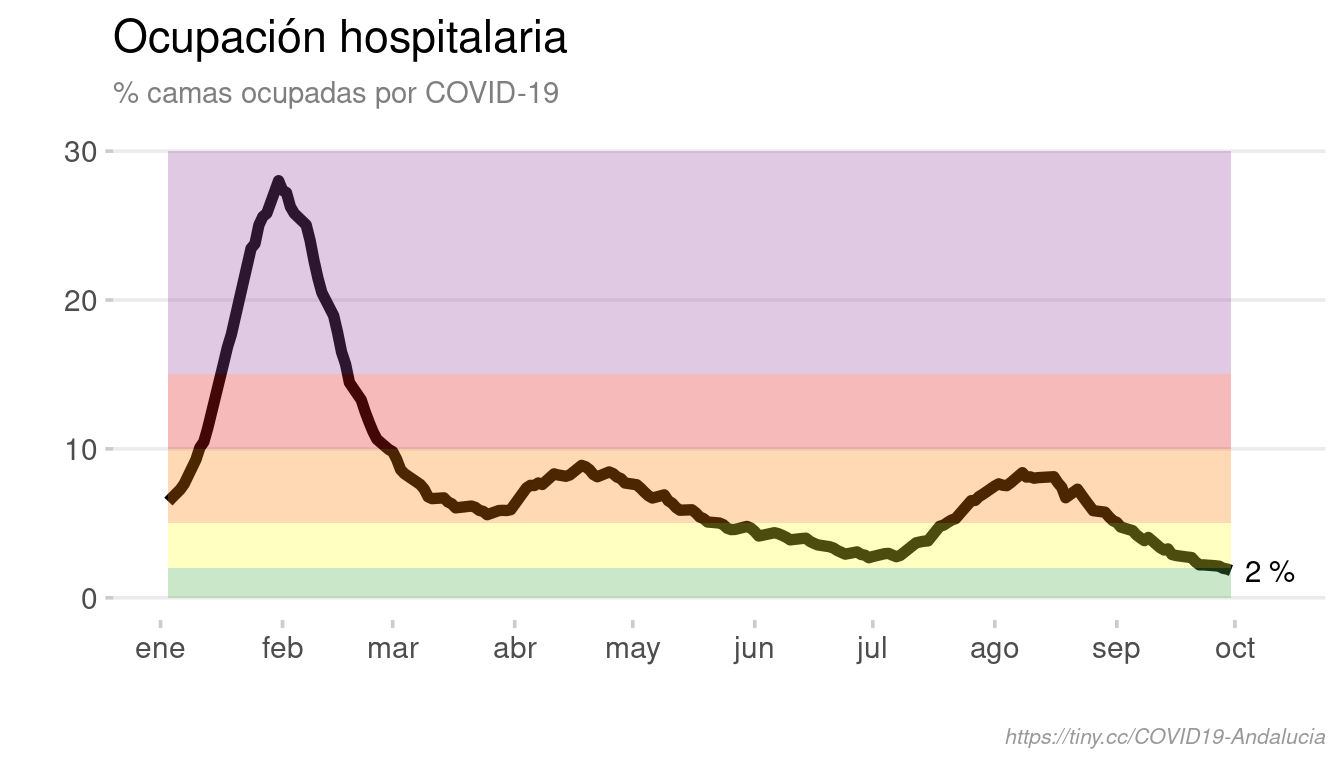 Ocupación hospitalaria
% camas ocupadas por COVID-19
30
20
10
0
2 %
ene feb mar abr may jun jul ago sep oct
https://tiny.cc/COVID19-Andalucia